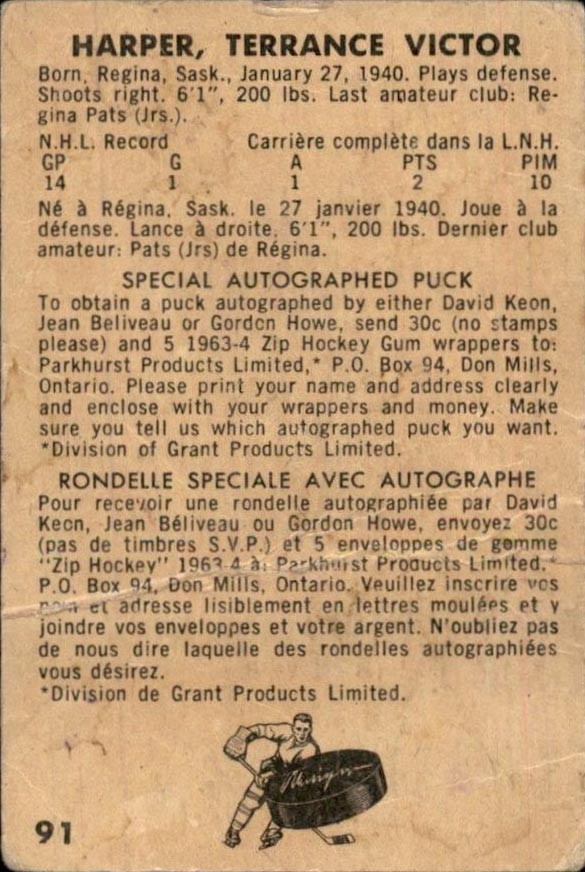 HARPER, TERRANCE VICTOR
Born, Regina, Sask., January 27, 1940. Plays defense.
Shoots right. 6'1", 200 lbs. Last amateur club: Re-
gina Pats (Jrs.).
N.H.L. Record Carrière complète dans la L.N.H.
GP G A PTS PIM
14 1 1 2 10
Né à Régina, Sask. le 27 janvier 1940. Joue à la
défense. Lance à droite, 6'1", 200 lbs. Dernier club
amateur: Pats (Jrs) de Régina.
SPECIAL AUTOGRAPHED PUCK
To obtain a puck autographed by either David Keon,
Jean Beliveau or Gordon Howe, send 30c (no stamps
please) and 5 1963-4 Zip Hockey Gum wrappers to:
Parkhurst Products Limited,* P.O. Box 94, Don Mills,
Ontario. Please print your name and address clearly
and enclose with your wrappers and money. Make
sure you tell us which autographed puck you want.
*Division of Grant Products Limited.
RONDELLE SPECIALE AVEC AUTOGRAPHE
Pour recevoir une rondelle autographiée par David
Keon, Jean Béliveau ou Gordon Howe, envoyez 30c
(pas de timbres S.V.P.) et 5 enveloppes de gomme
"Zip Hockey" 1963-4 à: Parkhurst Products Limited.*
P.O. Box 94, Don Mills, Ontario. Veuillez inscrire vos
nom et adresse lisiblement en lettres moulées et y
joindre vos enveloppes et votre argent. N'oubliez pas
de nous dire laquelle des rondelles autographiées
vous désirez.
*Division de Grant Products Limited.
91